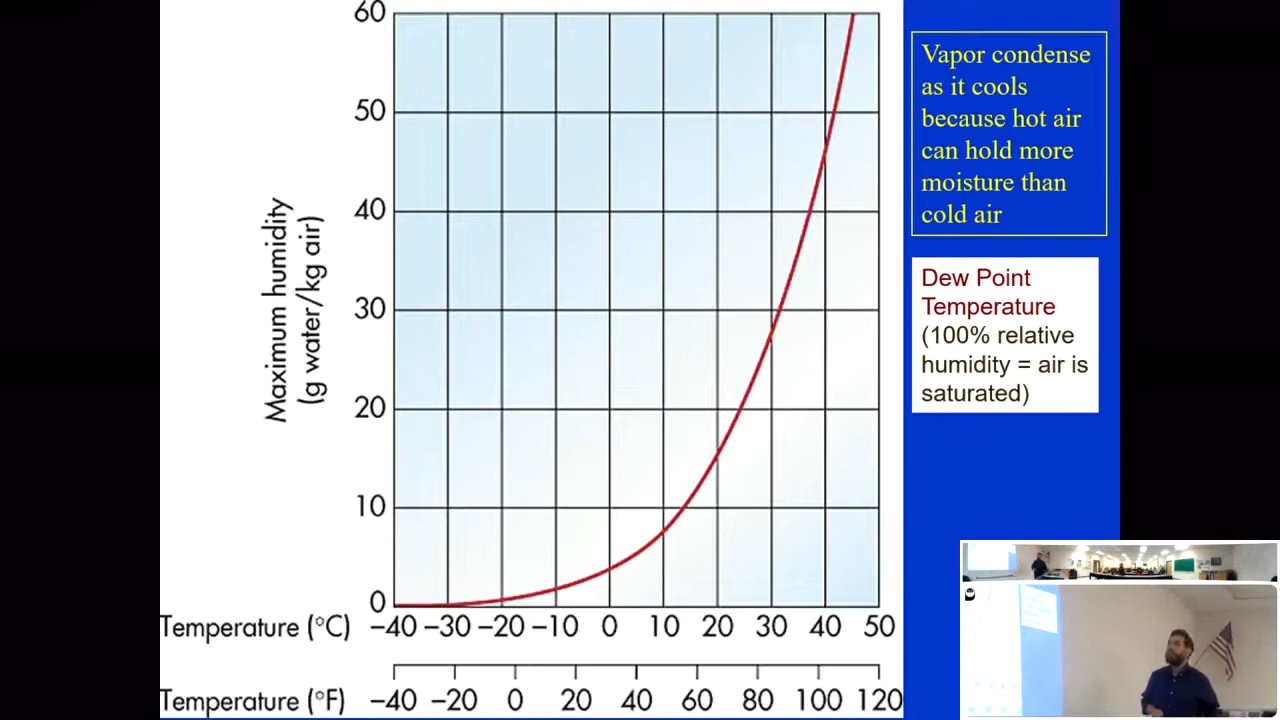 60
50
40
30
20
10
0
Maximum humidity
(g water/kg air)
Temperature (°C) −40 −30 −20 −10 0 10 20 30 40 50
Temperature (°F) −40 −20 0 20 40 60 80 100 120
Vapor condense
as it cools
because hot air
can hold more
moisture than
cold air
Dew Point
Temperature
(100% relative
humidity = air is
saturated)